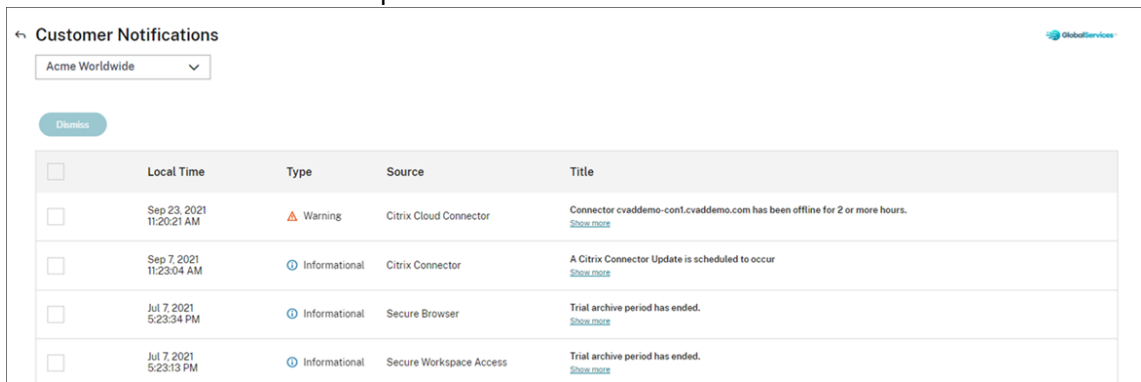 Customer Notifications
GlobalServices
Acme Worldwide
Dismiss
Local Time Type Source Title
Sep 23, 2021 11:20:21 AM Warning Citrix Cloud Connector Connector cvaddemo-con1.cvaddemo.com has been offline for 2 or more hours.
Show more
Sep 7, 2021 11:23:04 AM Informational Citrix Connector A Citrix Connector Update is scheduled to occur
Show more
Jul 7, 2021 5:23:34 PM Informational Secure Browser Trial archive period has ended.
Show more
Jul 7, 2021 5:23:13 PM Informational Secure Workspace Access Trial archive period has ended.
Show more